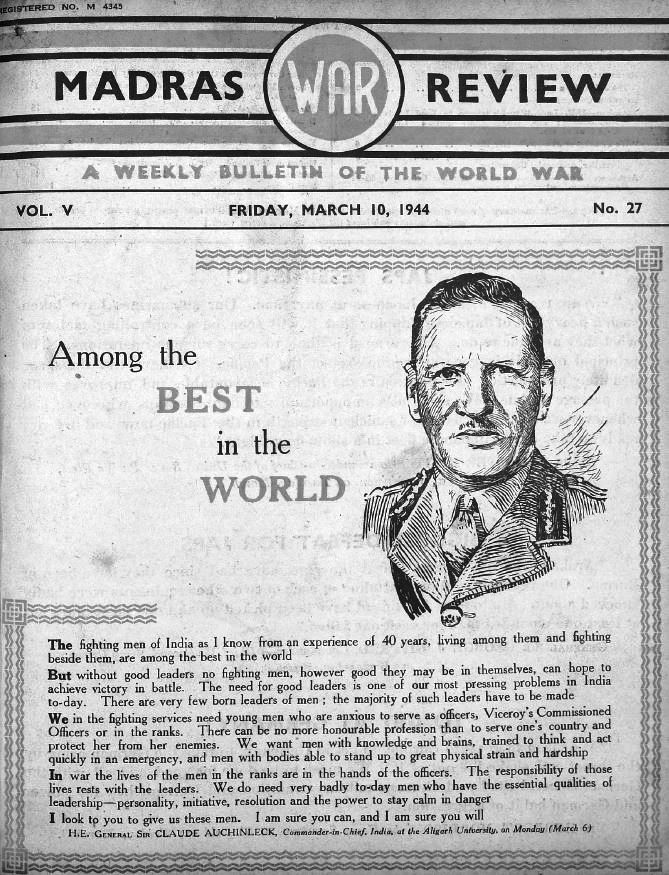 REGISTERED NO. M 4345
MADRAS WAR REVIEW
A WEEKLY BULLETIN OF THE WORLD WAR
VOL. V FRIDAY, MARCH 10, 1944 No. 27
Among the
BEST
in the
WORLD
The fighting men of India as I know from an experience of 40 years, living among them and fighting
beside them, are among the best in the world
But without good leaders no fighting men, however good they may be in themselves, can hope to
achieve victory in battle. The need for good leaders is one of our most pressing problems in India
to-day. There are very few born leaders of men ; the majority of such leaders have to be made
We in the fighting services need young men who are anxious to serve as officers, Viceroy's Commissioned
Officers or in the ranks. There can be no more honourable profession than to serve one's country and
protect her from her enemies. We want men with knowledge and brains, trained to think and act
quickly in an emergency, and men with bodies able to stand up to great physical strain and hardship
In war the lives of the men in the ranks are in the hands of the officers. The responsibility of those
lives rests with the leaders. We do need very badly to-day men who have the essential qualities of
leadership—personality, initiative, resolution and the power to stay calm in danger
I look to you to give us these men. I am sure you can, and I am sure you will
H.E. GENERAL SIR CLAUDE AUCHINLECK, Commander-in-Chief, India, at the Aligarh University, on Monday (March 6)